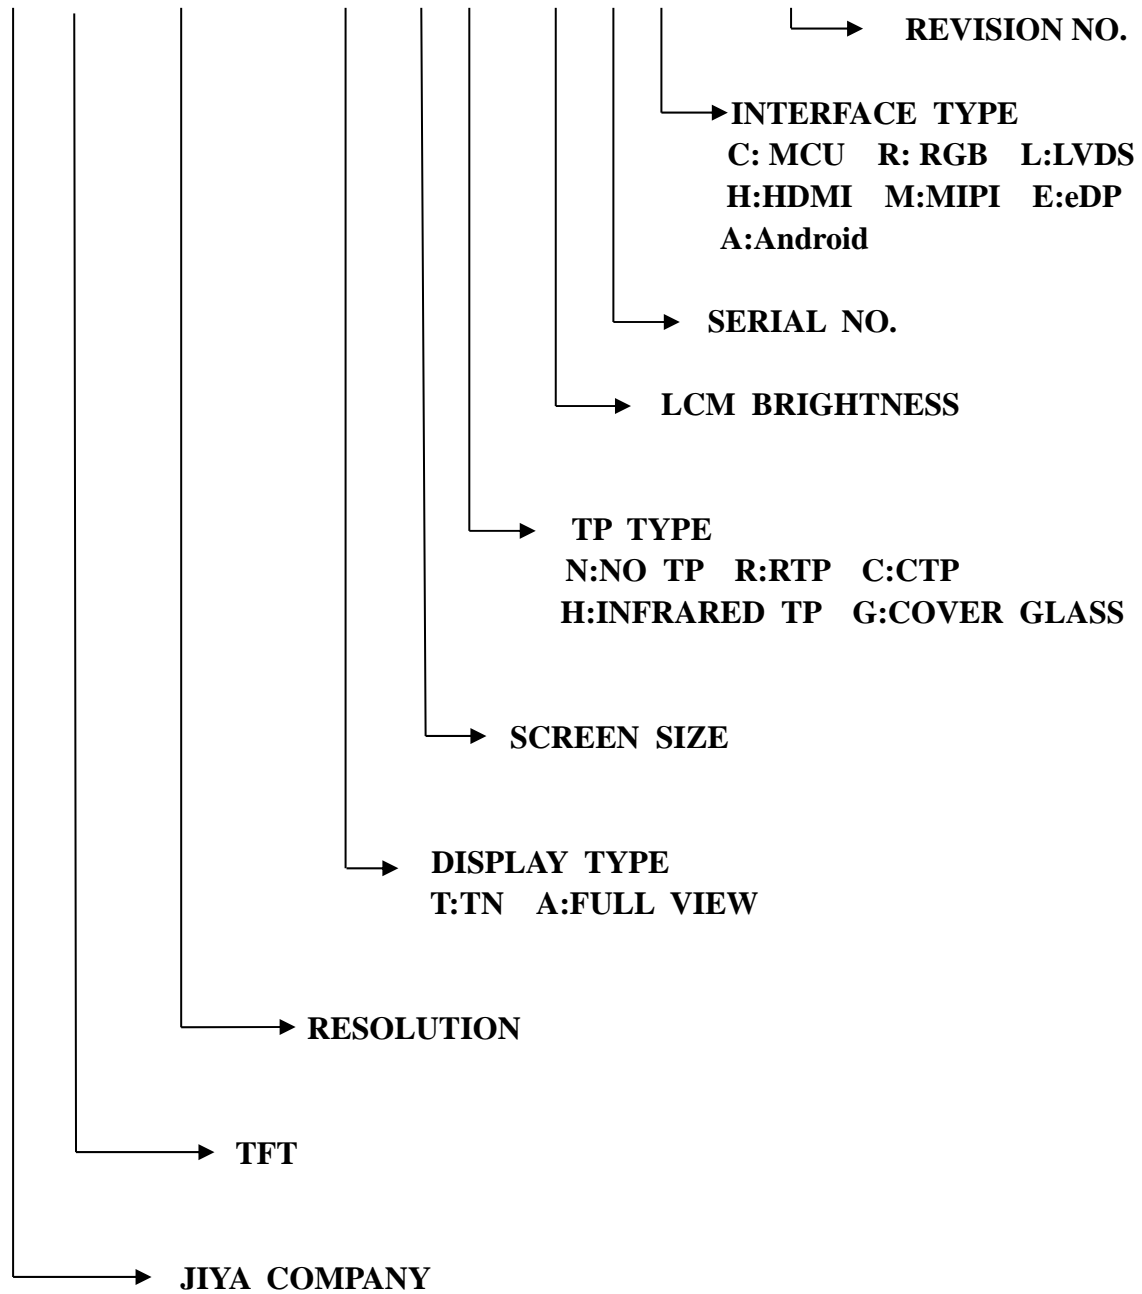 REVISION NO.
INTERFACE TYPE
C: MCU R: RGB L:LVDS
H:HDMI M:MIPI E:eDP
A:Android
SERIAL NO.
LCM BRIGHTNESS
TP TYPE
N:NO TP R:RTP C:CTP
H:INFRARED TP G:COVER GLASS
SCREEN SIZE
DISPLAY TYPE
T:TN A:FULL VIEW
RESOLUTION
TFT
JIYA COMPANY